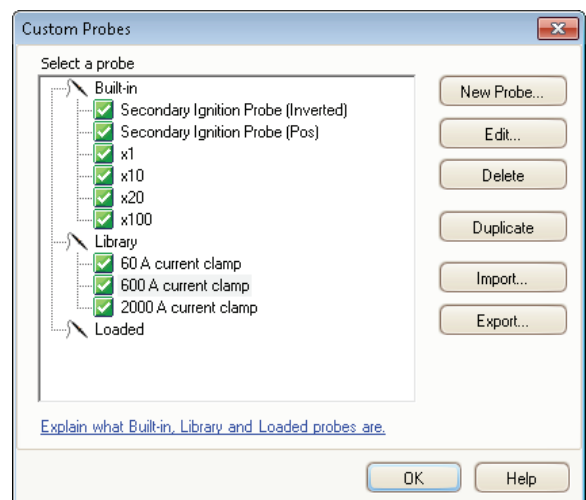 Custom Probes
Select a probe
Built-in
Secondary Ignition Probe (Inverted)
Secondary Ignition Probe (Pos)
x1
x10
x20
x100
Library
60 A current clamp
600 A current clamp
2000 A current clamp
Loaded
New Probe...
Edit...
Delete
Duplicate
Import...
Export...
Explain what Built-in, Library and Loaded probes are.
OK
Help